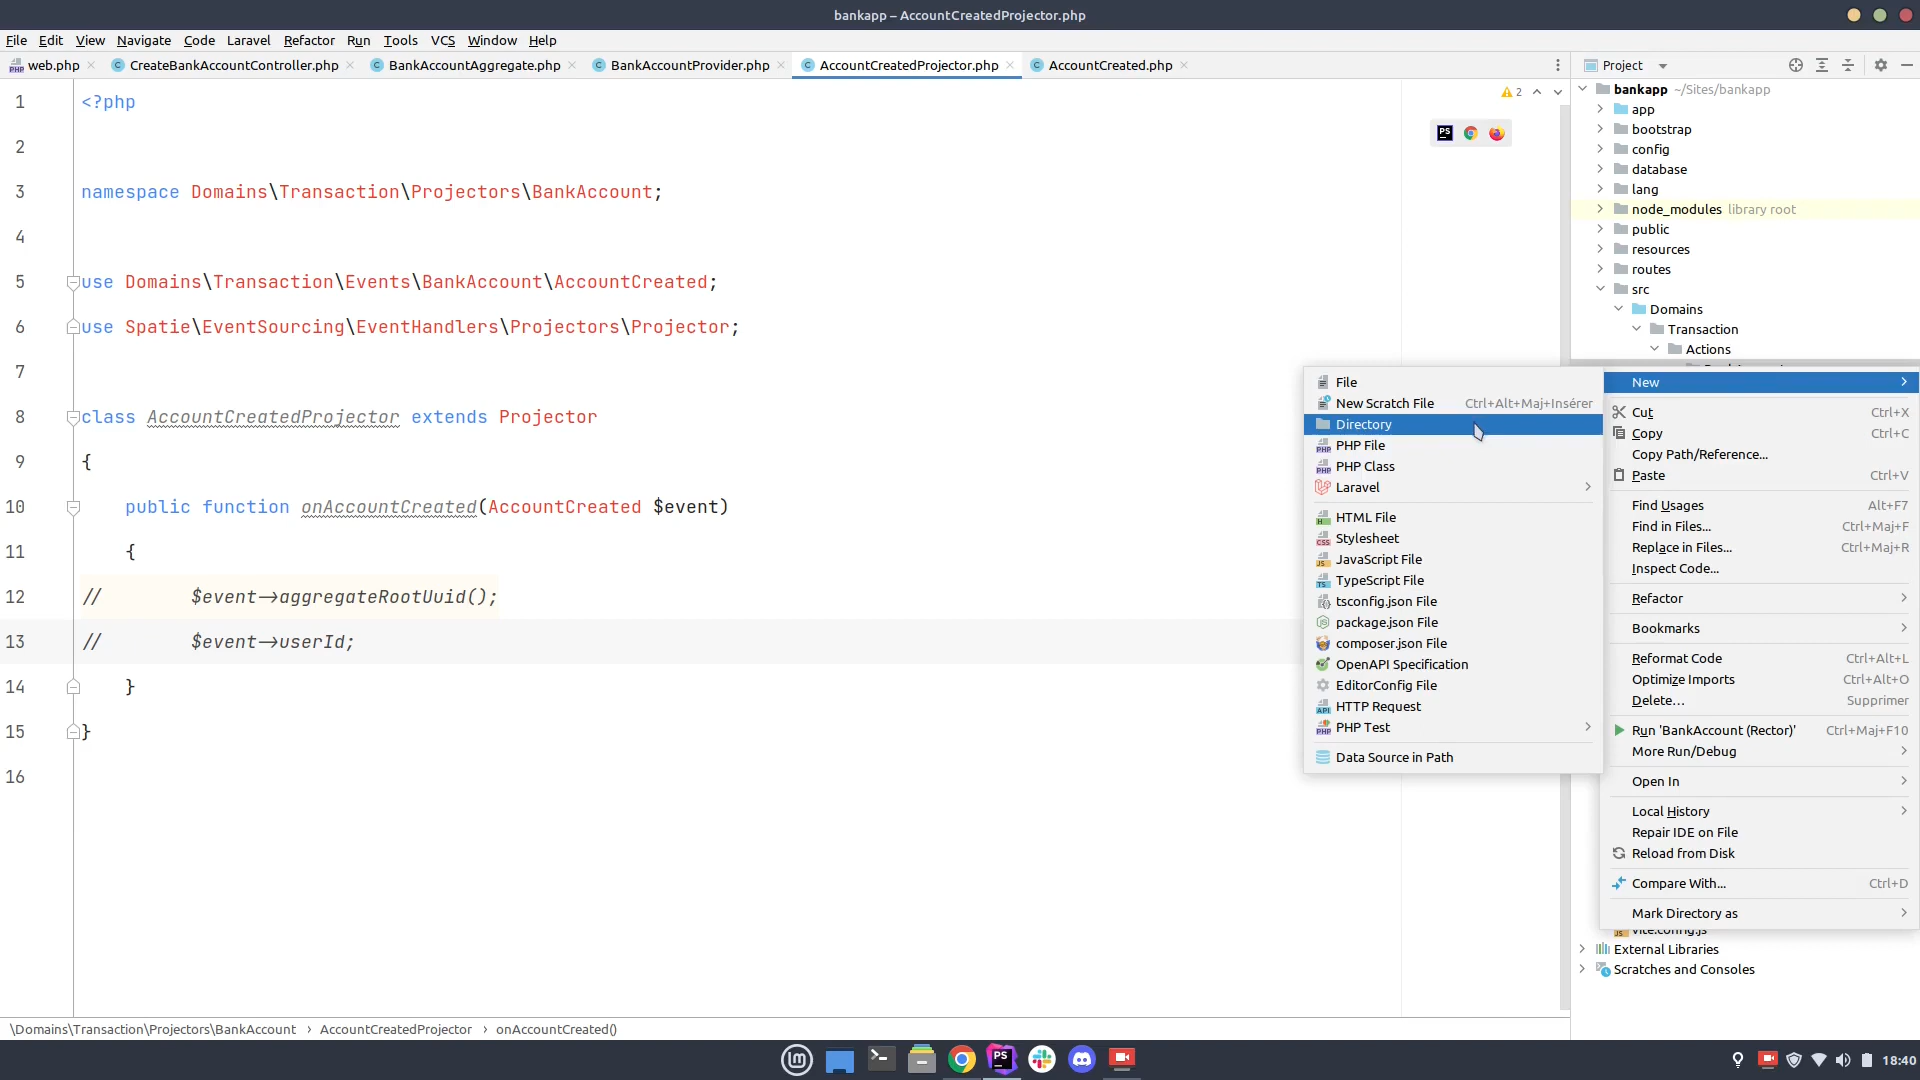 bankapp – AccountCreatedProjector.php
File Edit View Navigate Code Laravel Refactor Run Tools VCS Window Help
web.php CreateBankAccountController.php BankAccountAggregate.php BankAccountProvider.php AccountCreatedProjector.php AccountCreated.php
2
1 <?php
2
3 namespace Domains\Transaction\Projectors\BankAccount;
4
5 use Domains\Transaction\Events\BankAccount\AccountCreated;
6 use Spatie\EventSourcing\EventHandlers\Projectors\Projector;
7
8 class AccountCreatedProjector extends Projector
9 {
10 public function onAccountCreated(AccountCreated $event)
11 {
12 // $event->aggregateRootUuid();
13 // $event->userId;
14 }
15 }
16
Project
bankapp ~/Sites/bankapp
app
bootstrap
config
database
lang
node_modules library root
public
resources
routes
src
Domains
Transaction
Actions
File
New Scratch File Ctrl+Alt+Maj+Insérer
Directory
PHP File
PHP Class
Laravel
HTML File
Stylesheet
JavaScript File
TypeScript File
tsconfig.json File
package.json File
composer.json File
OpenAPI Specification
EditorConfig File
HTTP Request
PHP Test
Data Source in Path
New
Cut Ctrl+X
Copy Ctrl+C
Copy Path/Reference...
Paste Ctrl+V
Find Usages Alt+F7
Find in Files... Ctrl+Maj+F
Replace in Files... Ctrl+Maj+R
Inspect Code...
Refactor
Bookmarks
Reformat Code Ctrl+Alt+L
Optimize Imports Ctrl+Alt+O
Delete... Supprimer
Run 'BankAccount (Rector)' Ctrl+Maj+F10
More Run/Debug
Open In
Local History
Repair IDE on File
Reload from Disk
Compare With... Ctrl+D
Mark Directory as
vite.config.js
External Libraries
Scratches and Consoles
\Domains\Transaction\Projectors\BankAccount › AccountCreatedProjector › onAccountCreated()
18:40